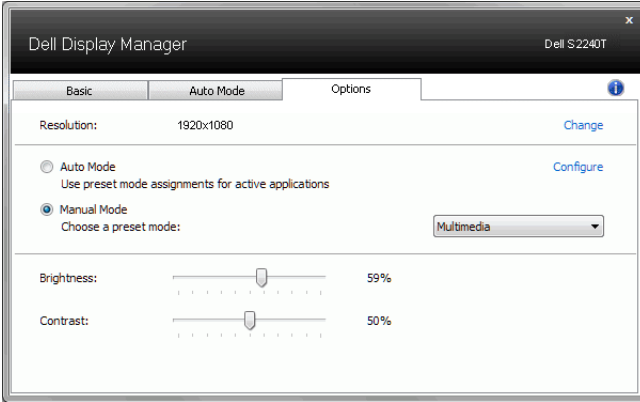 x
Dell Display Manager Dell S2240T
Basic Auto Mode Options i
Resolution: 1920x1080 Change
Auto Mode Configure
Use preset mode assignments for active applications
Manual Mode
Choose a preset mode: Multimedia
Brightness: 59%
Contrast: 50%